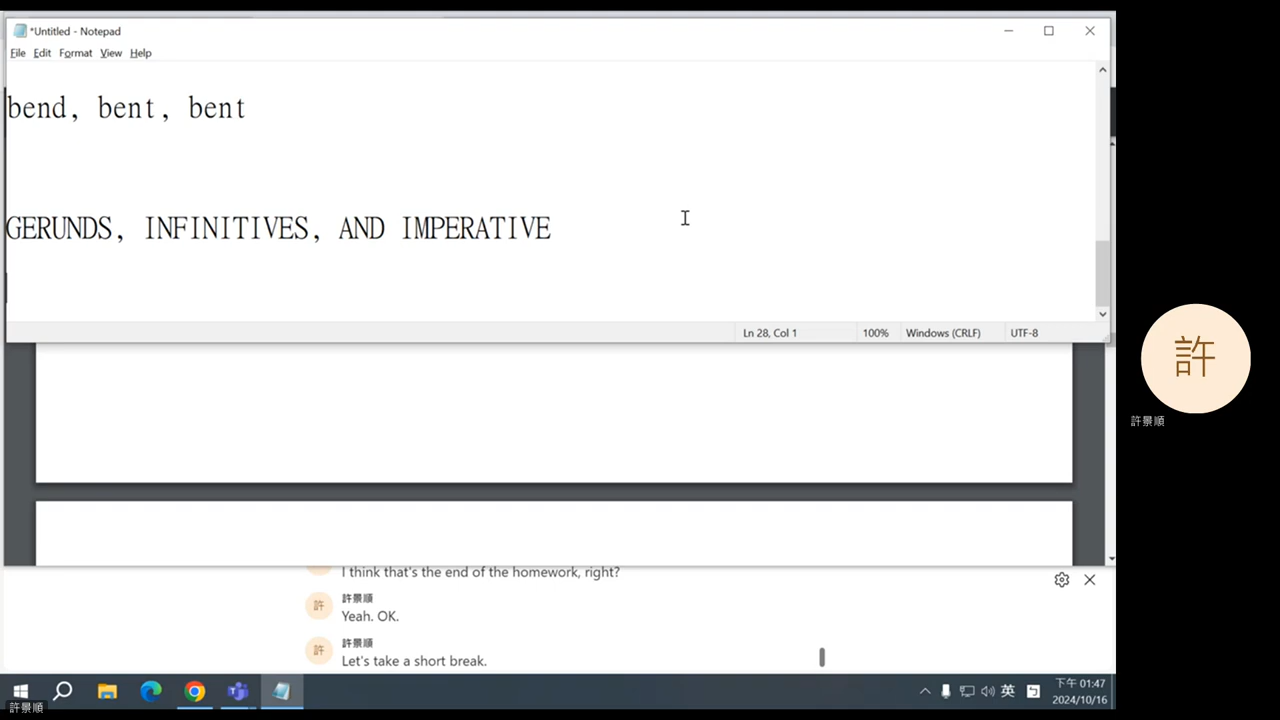 *Untitled - Notepad
File Edit Format View Help
bend, bent, bent
GERUNDS, INFINITIVES, AND IMPERATIVE
Ln 28, Col 1 100% Windows (CRLF) UTF-8
許
許景順
I think that's the end of the homework, right?
許 許景順
Yeah. OK.
許 許景順
Let's take a short break.
英 下午 01:47
2024/10/16
許景順